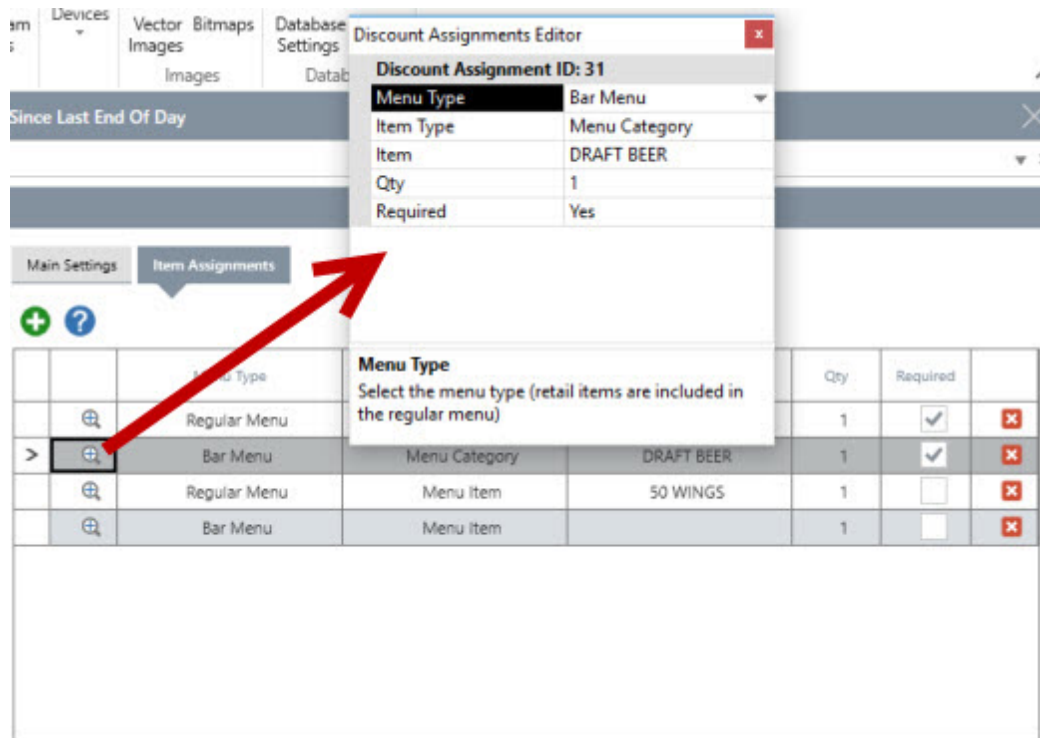 am
Devices
Vector Bitmaps
Images
Database
Settings
Images
Datab
Discount Assignments Editor
x
Discount Assignment ID: 31
Menu Type Bar Menu
Item Type Menu Category
Item DRAFT BEER
Qty 1
Required Yes
Since Last End Of Day
Main Settings Item Assignments
Menu Type
Select the menu type (retail items are included in
the regular menu)
Type Qty Required
Regular Menu 1
> Bar Menu Menu Category DRAFT BEER 1
Regular Menu Menu Item 50 WINGS 1
Bar Menu Menu Item 1